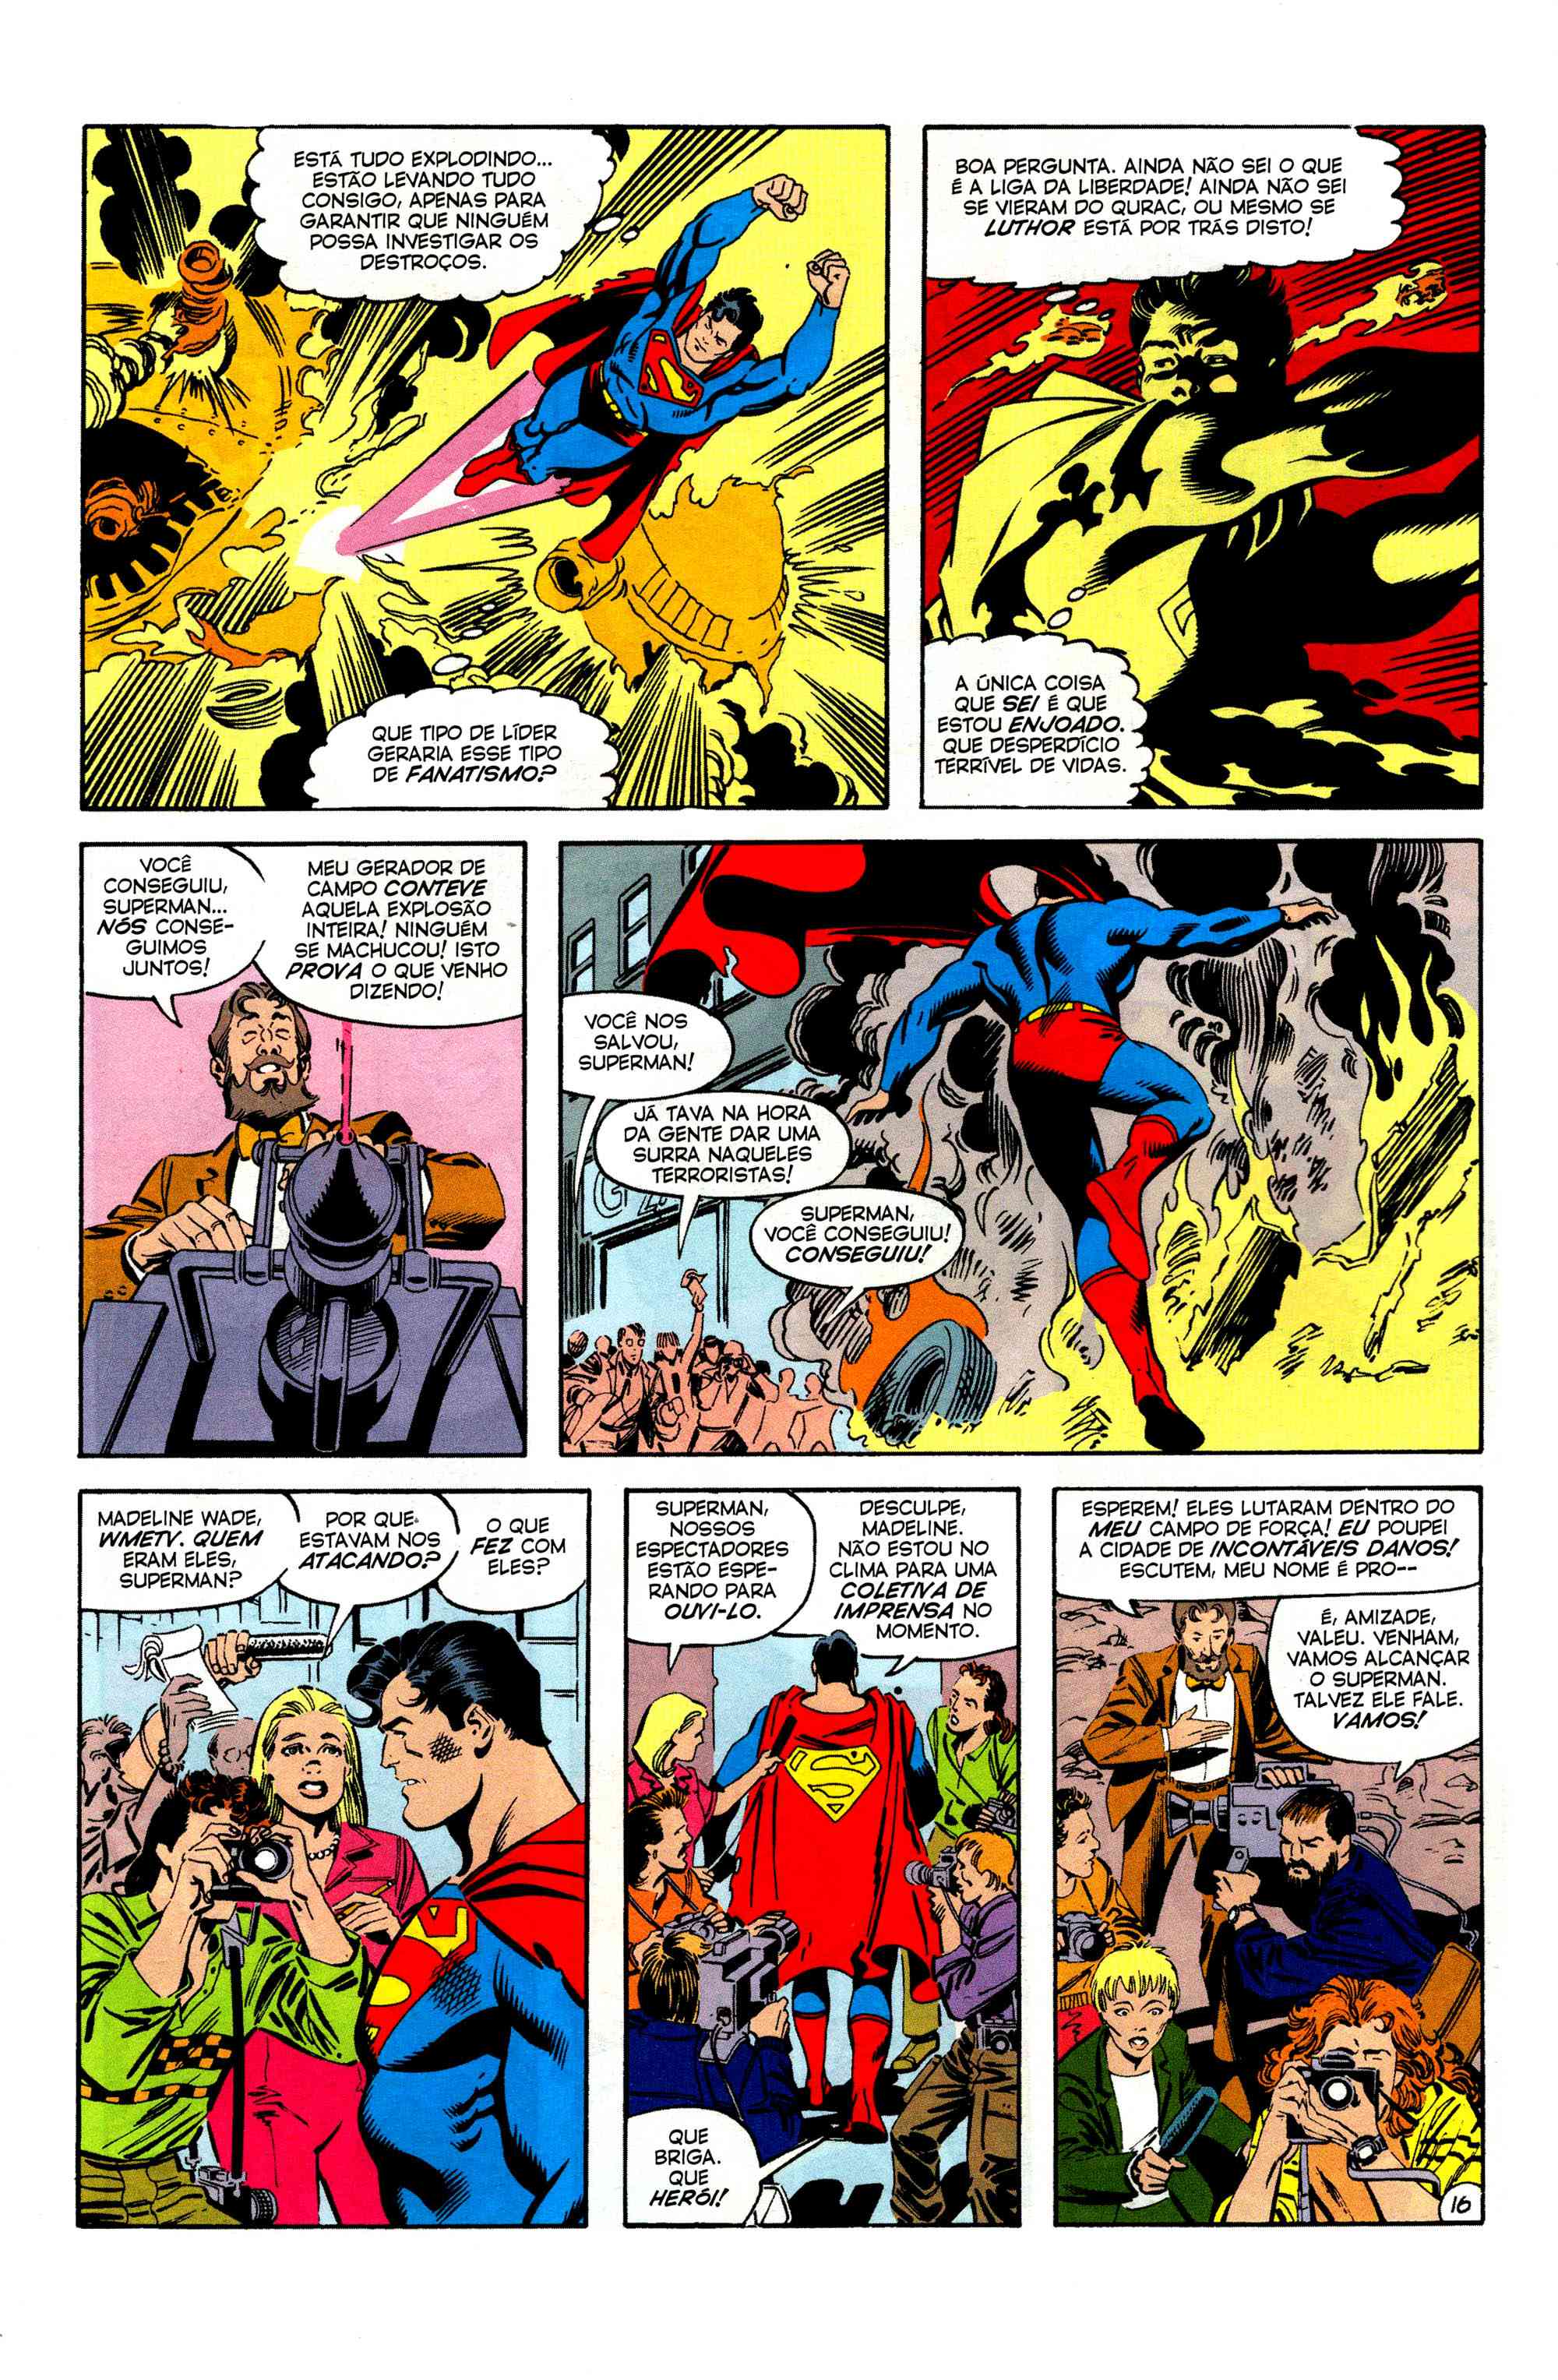 ESTÁ TUDO EXPLODINDO...
ESTÃO LEVANDO TUDO
CONSIGO, APENAS PARA
GARANTIR QUE NINGUÉM
POSSA INVESTIGAR OS
DESTROÇOS.
QUE TIPO DE LÍDER
GERARIA ESSE TIPO
DE FANATISMO?
BOA PERGUNTA. AINDA NÃO SEI O QUE
É A LIGA DA LIBERDADE! AINDA NÃO SEI
SE VIERAM DO QURAC, OU MESMO SE
LUTHOR ESTÁ POR TRÁS DISTO!
A ÚNICA COISA
QUE SEI É QUE
ESTOU ENJOADO.
QUE DESPERDÍCIO
TERRÍVEL DE VIDAS.
VOCÊ
CONSEGUIU,
SUPERMAN...
NÓS CONSE-
GUIMOS
JUNTOS!
MEU GERADOR DE
CAMPO CONTEVE
AQUELA EXPLOSÃO
INTEIRA! NINGUÉM
SE MACHUCOU! ISTO
PROVA O QUE VENHO
DIZENDO!
VOCÊ NOS
SALVOU,
SUPERMAN!
JÁ TAVA NA HORA
DA GENTE DAR UMA
SURRA NAQUELES
TERRORISTAS!
SUPERMAN,
VOCÊ CONSEGUIU!
CONSEGUIU!
MADELINE WADE,
WMETV. QUEM
ERAM ELES,
SUPERMAN?
POR QUE
ESTAVAM NOS
ATACANDO?
O QUE
FEZ COM
ELES?
SUPERMAN,
NOSSOS
ESPECTADORES
ESTÃO ESPE-
RANDO PARA
OUVI-LO.
DESCULPE,
MADELINE.
NÃO ESTOU NO
CLIMA PARA UMA
COLETIVA DE
IMPRENSA NO
MOMENTO.
QUE
BRIGA.
QUE
HERÓI!
ESPEREM! ELES LUTARAM DENTRO DO
MEU CAMPO DE FORÇA! EU POUPEI
A CIDADE DE INCONTÁVEIS DANOS!
ESCUTEM, MEU NOME É PRO--
É, AMIZADE,
VALEU. VENHAM,
VAMOS ALCANÇAR
O SUPERMAN.
TALVEZ ELE FALE.
VAMOS!
16